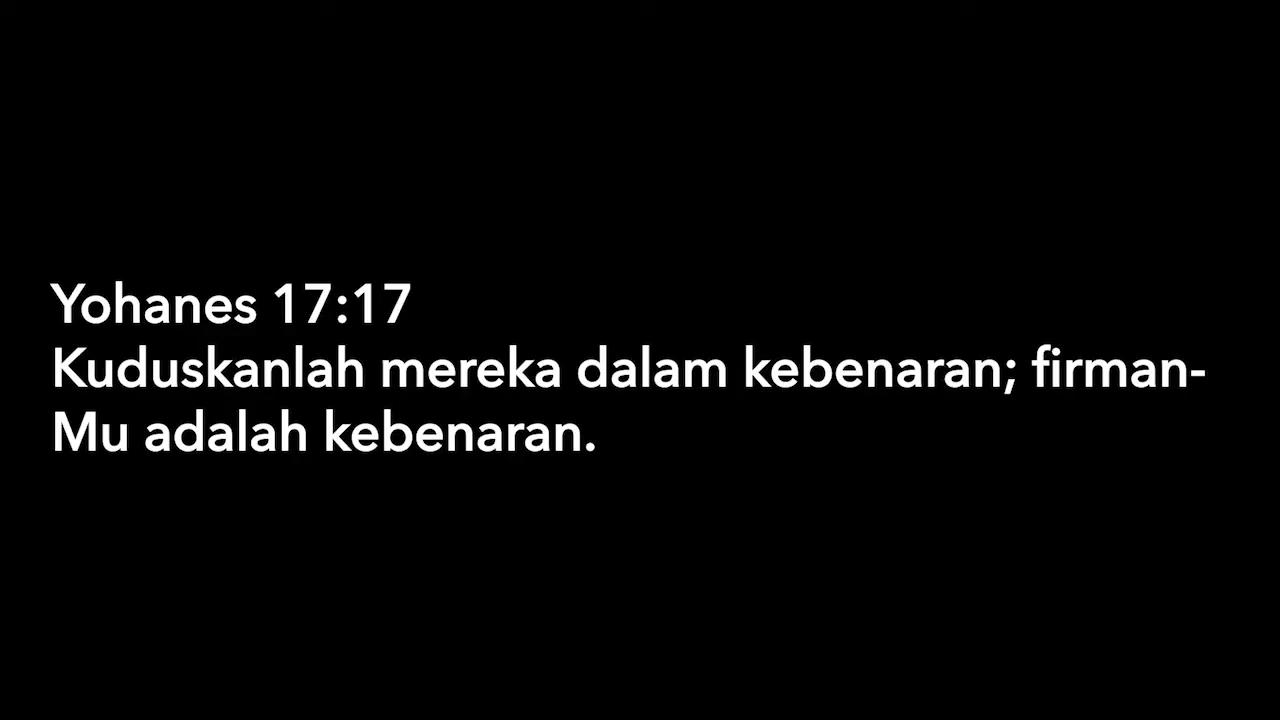 Yohanes 17:17
Kuduskanlah mereka dalam kebenaran; firman-
Mu adalah kebenaran.